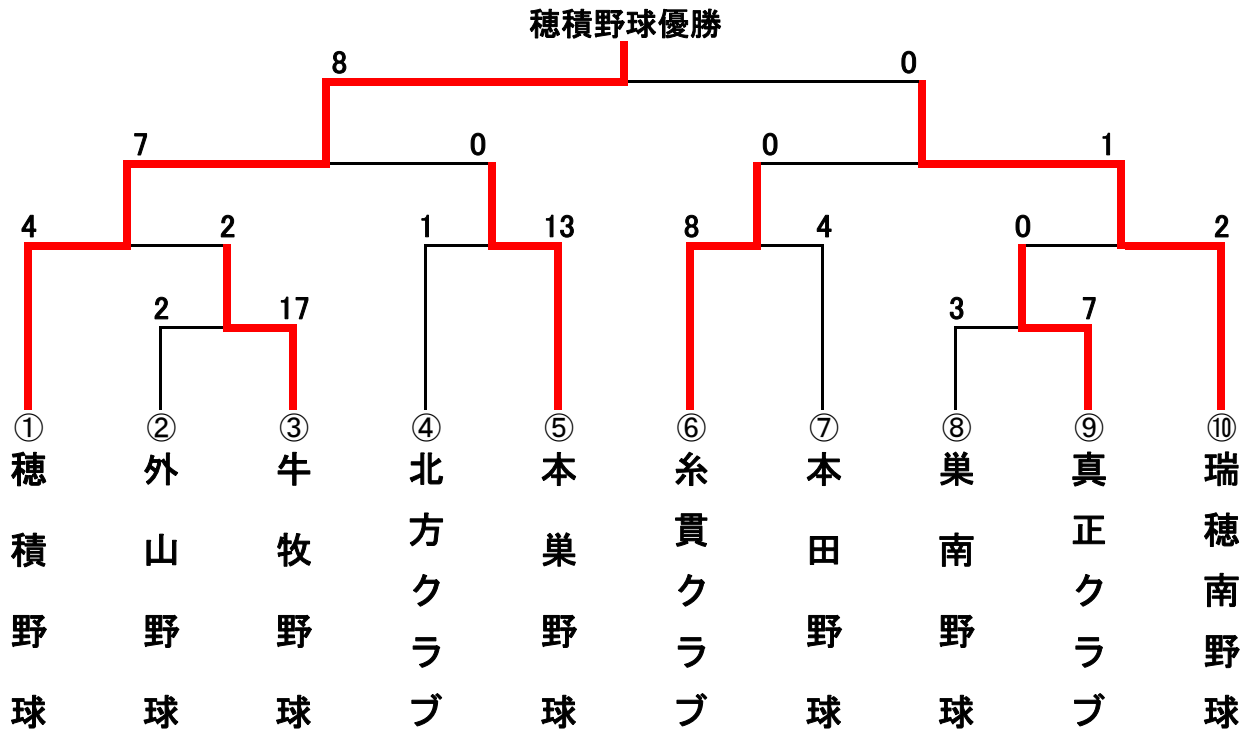 穂積野球優勝
8 0
7 0 0 1
4 2 1 13 8 4 0 2
2 17 3 7
① ② ③ ④ ⑤ ⑥ ⑦ ⑧ ⑨ ⑩
穂積野球
外山野球
牛牧野球
北方クラブ
本巣野球
糸貫クラブ
本田野球
巣南野球
真正クラブ
瑞穂南野球